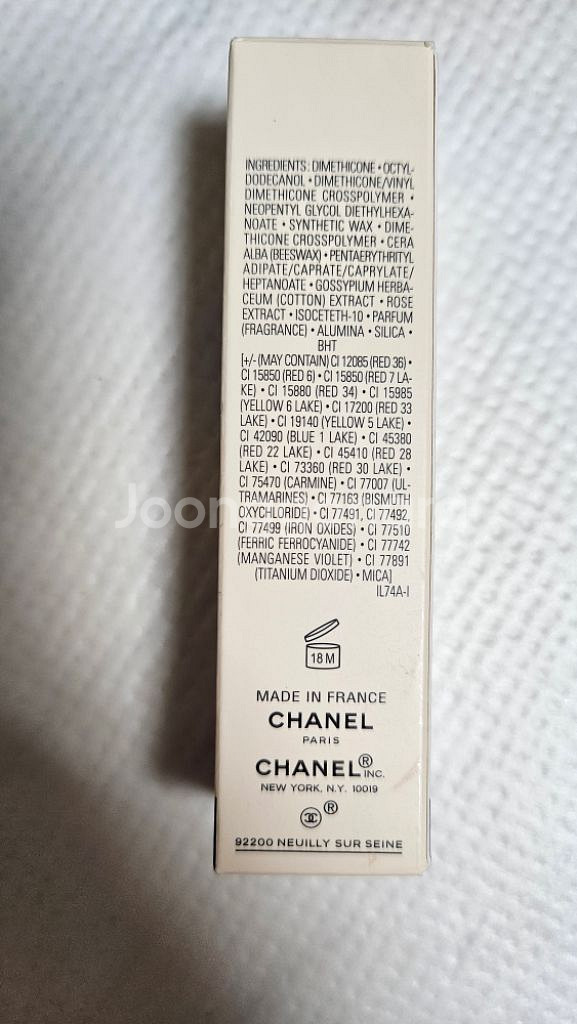 INGREDIENTS: DIMETHICONE • OCTYL-
DODECANOL • DIMETHICONE/VINYL
DIMETHICONE CROSSPOLYMER •
NEOPENTYL GLYCOL DIETHYLHEXA-
NOATE • SYNTHETIC WAX • DIME-
THICONE CROSSPOLYMER • CERA
ALBA (BEESWAX) • PENTAERYTHRITYL
ADIPATE/CAPRATE/CAPRYLATE/
HEPTANOATE • GOSSYPIUM HERBA-
CEUM (COTTON) EXTRACT • ROSE
EXTRACT • ISOCETETH-10 • PARFUM
(FRAGRANCE) • ALUMINA • SILICA •
BHT
[+/- (MAY CONTAIN) CI 12085 (RED 36) •
CI 15850 (RED 6) • CI 15850 (RED 7 LA-
KE) • CI 15880 (RED 34) • CI 15985
(YELLOW 6 LAKE) • CI 17200 (RED 33
LAKE) • CI 19140 (YELLOW 5 LAKE) •
CI 42090 (BLUE 1 LAKE) • CI 45380
(RED 22 LAKE) • CI 45410 (RED 28
LAKE) • CI 73360 (RED 30 LAKE) •
CI 75470 (CARMINE) • CI 77007 (UL-
TRAMARINES) • CI 77163 (BISMUTH
OXYCHLORIDE) • CI 77491, CI 77492,
CI 77499 (IRON OXIDES) • CI 77510
(FERRIC FERROCYANIDE) • CI 77742
(MANGANESE VIOLET) • CI 77891
(TITANIUM DIOXIDE) • MICA]
IL74A-I
18 M
MADE IN FRANCE
CHANEL
PARIS
CHANEL® INC.
NEW YORK, N.Y. 10019
®
92200 NEUILLY SUR SEINE